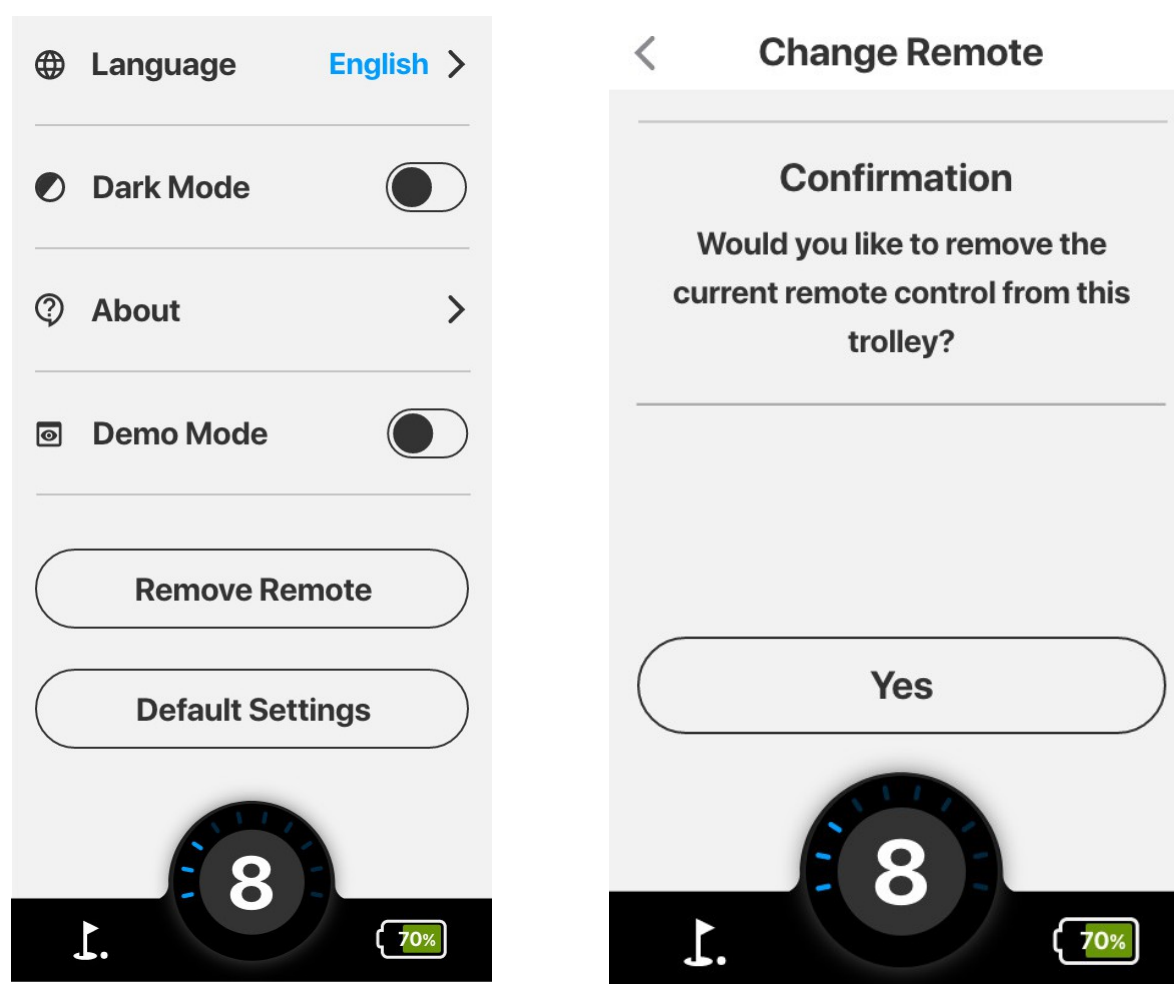 Language English
Dark Mode
About
Demo Mode
Remove Remote
Default Settings
8
70%
Change Remote
Confirmation
Would you like to remove the
current remote control from this
trolley?
Yes
8
70%